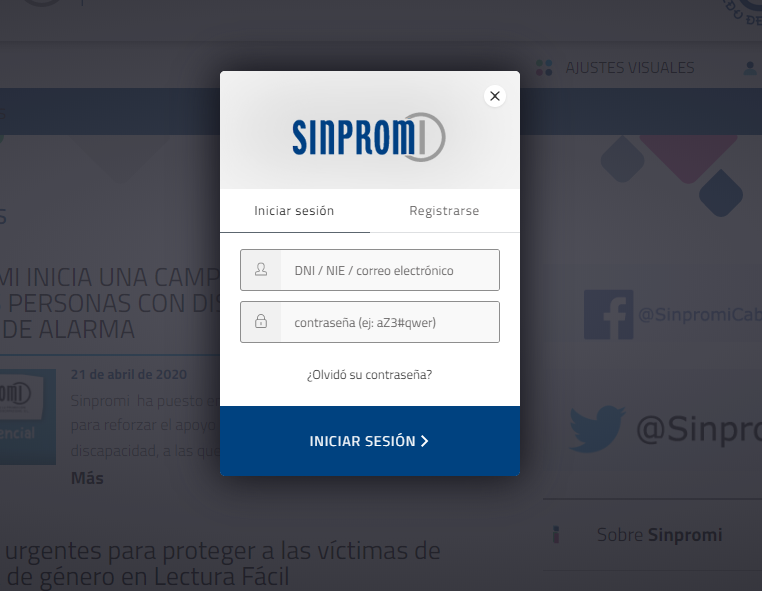 AJUSTES VISUALES
SINPROMI
Iniciar sesión
Registrarse
DNI / NIE / correo electrónico
contraseña (ej: aZ3#qwer)
¿Olvidó su contraseña?
INICIAR SESIÓN
MI INICIA UNA CAMP
PERSONAS CON DIS
DE ALARMA
21 de abril de 2020
Sinpromi, ha puesto en
para reforzar el apoyo
discapacidad, a las que
Más
encial
urgentes para proteger a las víctimas de
de género en Lectura Fácil
@SinpromiCab
@Sinpro
Sobre Sinpromi